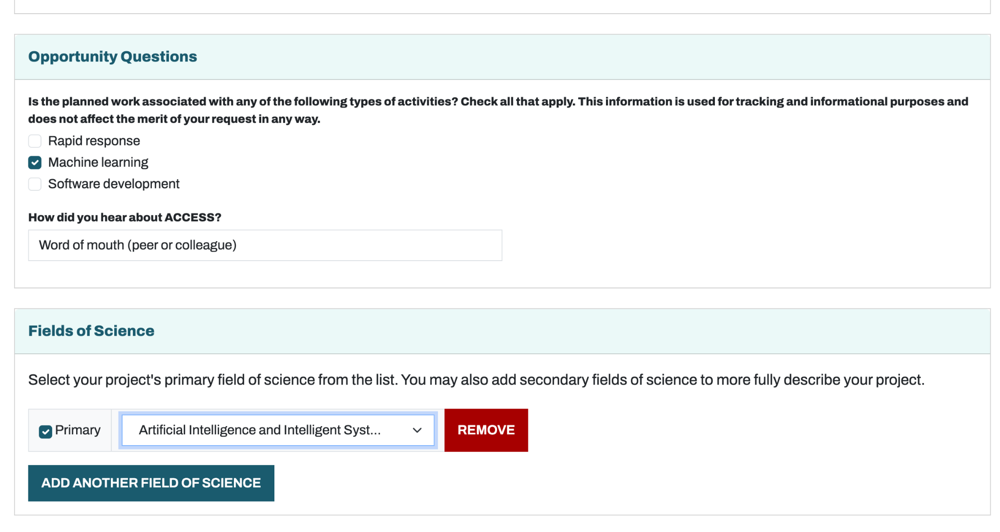 Opportunity Questions
Is the planned work associated with any of the following types of activities? Check all that apply. This information is used for tracking and informational purposes and
does not affect the merit of your request in any way.
Rapid response
Machine learning
Software development
How did you hear about ACCESS?
Word of mouth (peer or colleague)
Fields of Science
Select your project's primary field of science from the list. You may also add secondary fields of science to more fully describe your project.
Primary Artificial Intelligence and Intelligent Syst... REMOVE
ADD ANOTHER FIELD OF SCIENCE